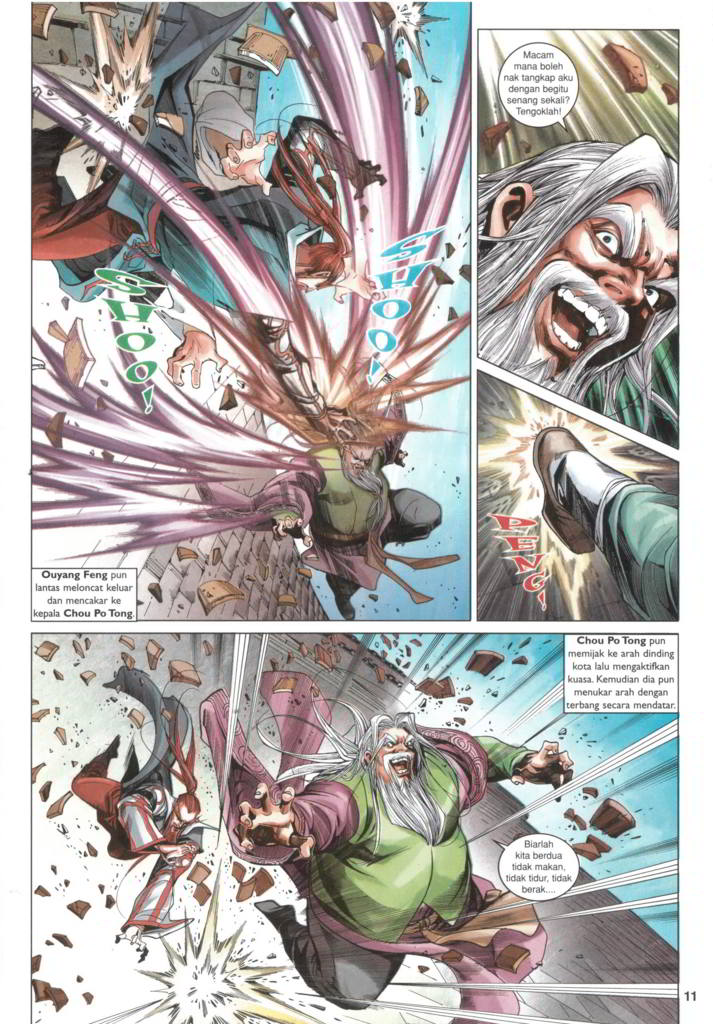 SHOO!
SHOO!
Ouyang Feng pun
lantas meloncat keluar
dan mencakar ke
kepala Chou Po Tong.
Macam
mana boleh
nak tangkap aku
dengan begitu
senang sekali?
Tengoklah!
PENG!
Chou Po Tong pun
memijak ke arah dinding
kota lalu mengaktifkan
kuasa. Kemudian dia pun
menukar arah dengan
terbang secara mendatar.
Biarlah
kita berdua
tidak makan,
tidak tidur, tidak
berak....
11